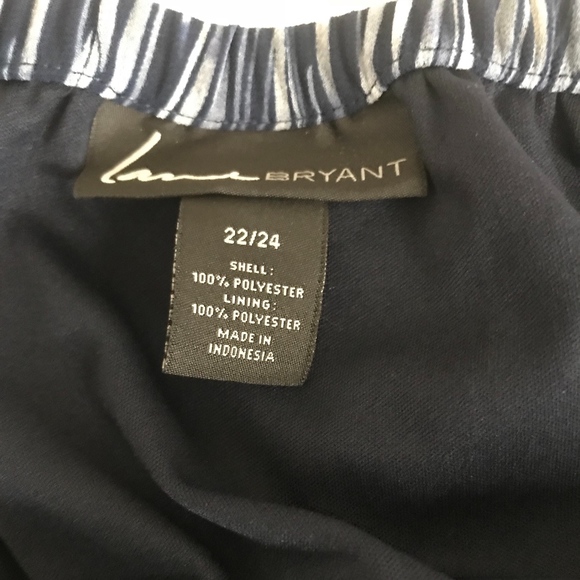 Lane BRYANT
22/24
SHELL:
100% POLYESTER
LINING:
100% POLYESTER
MADE IN
INDONESIA